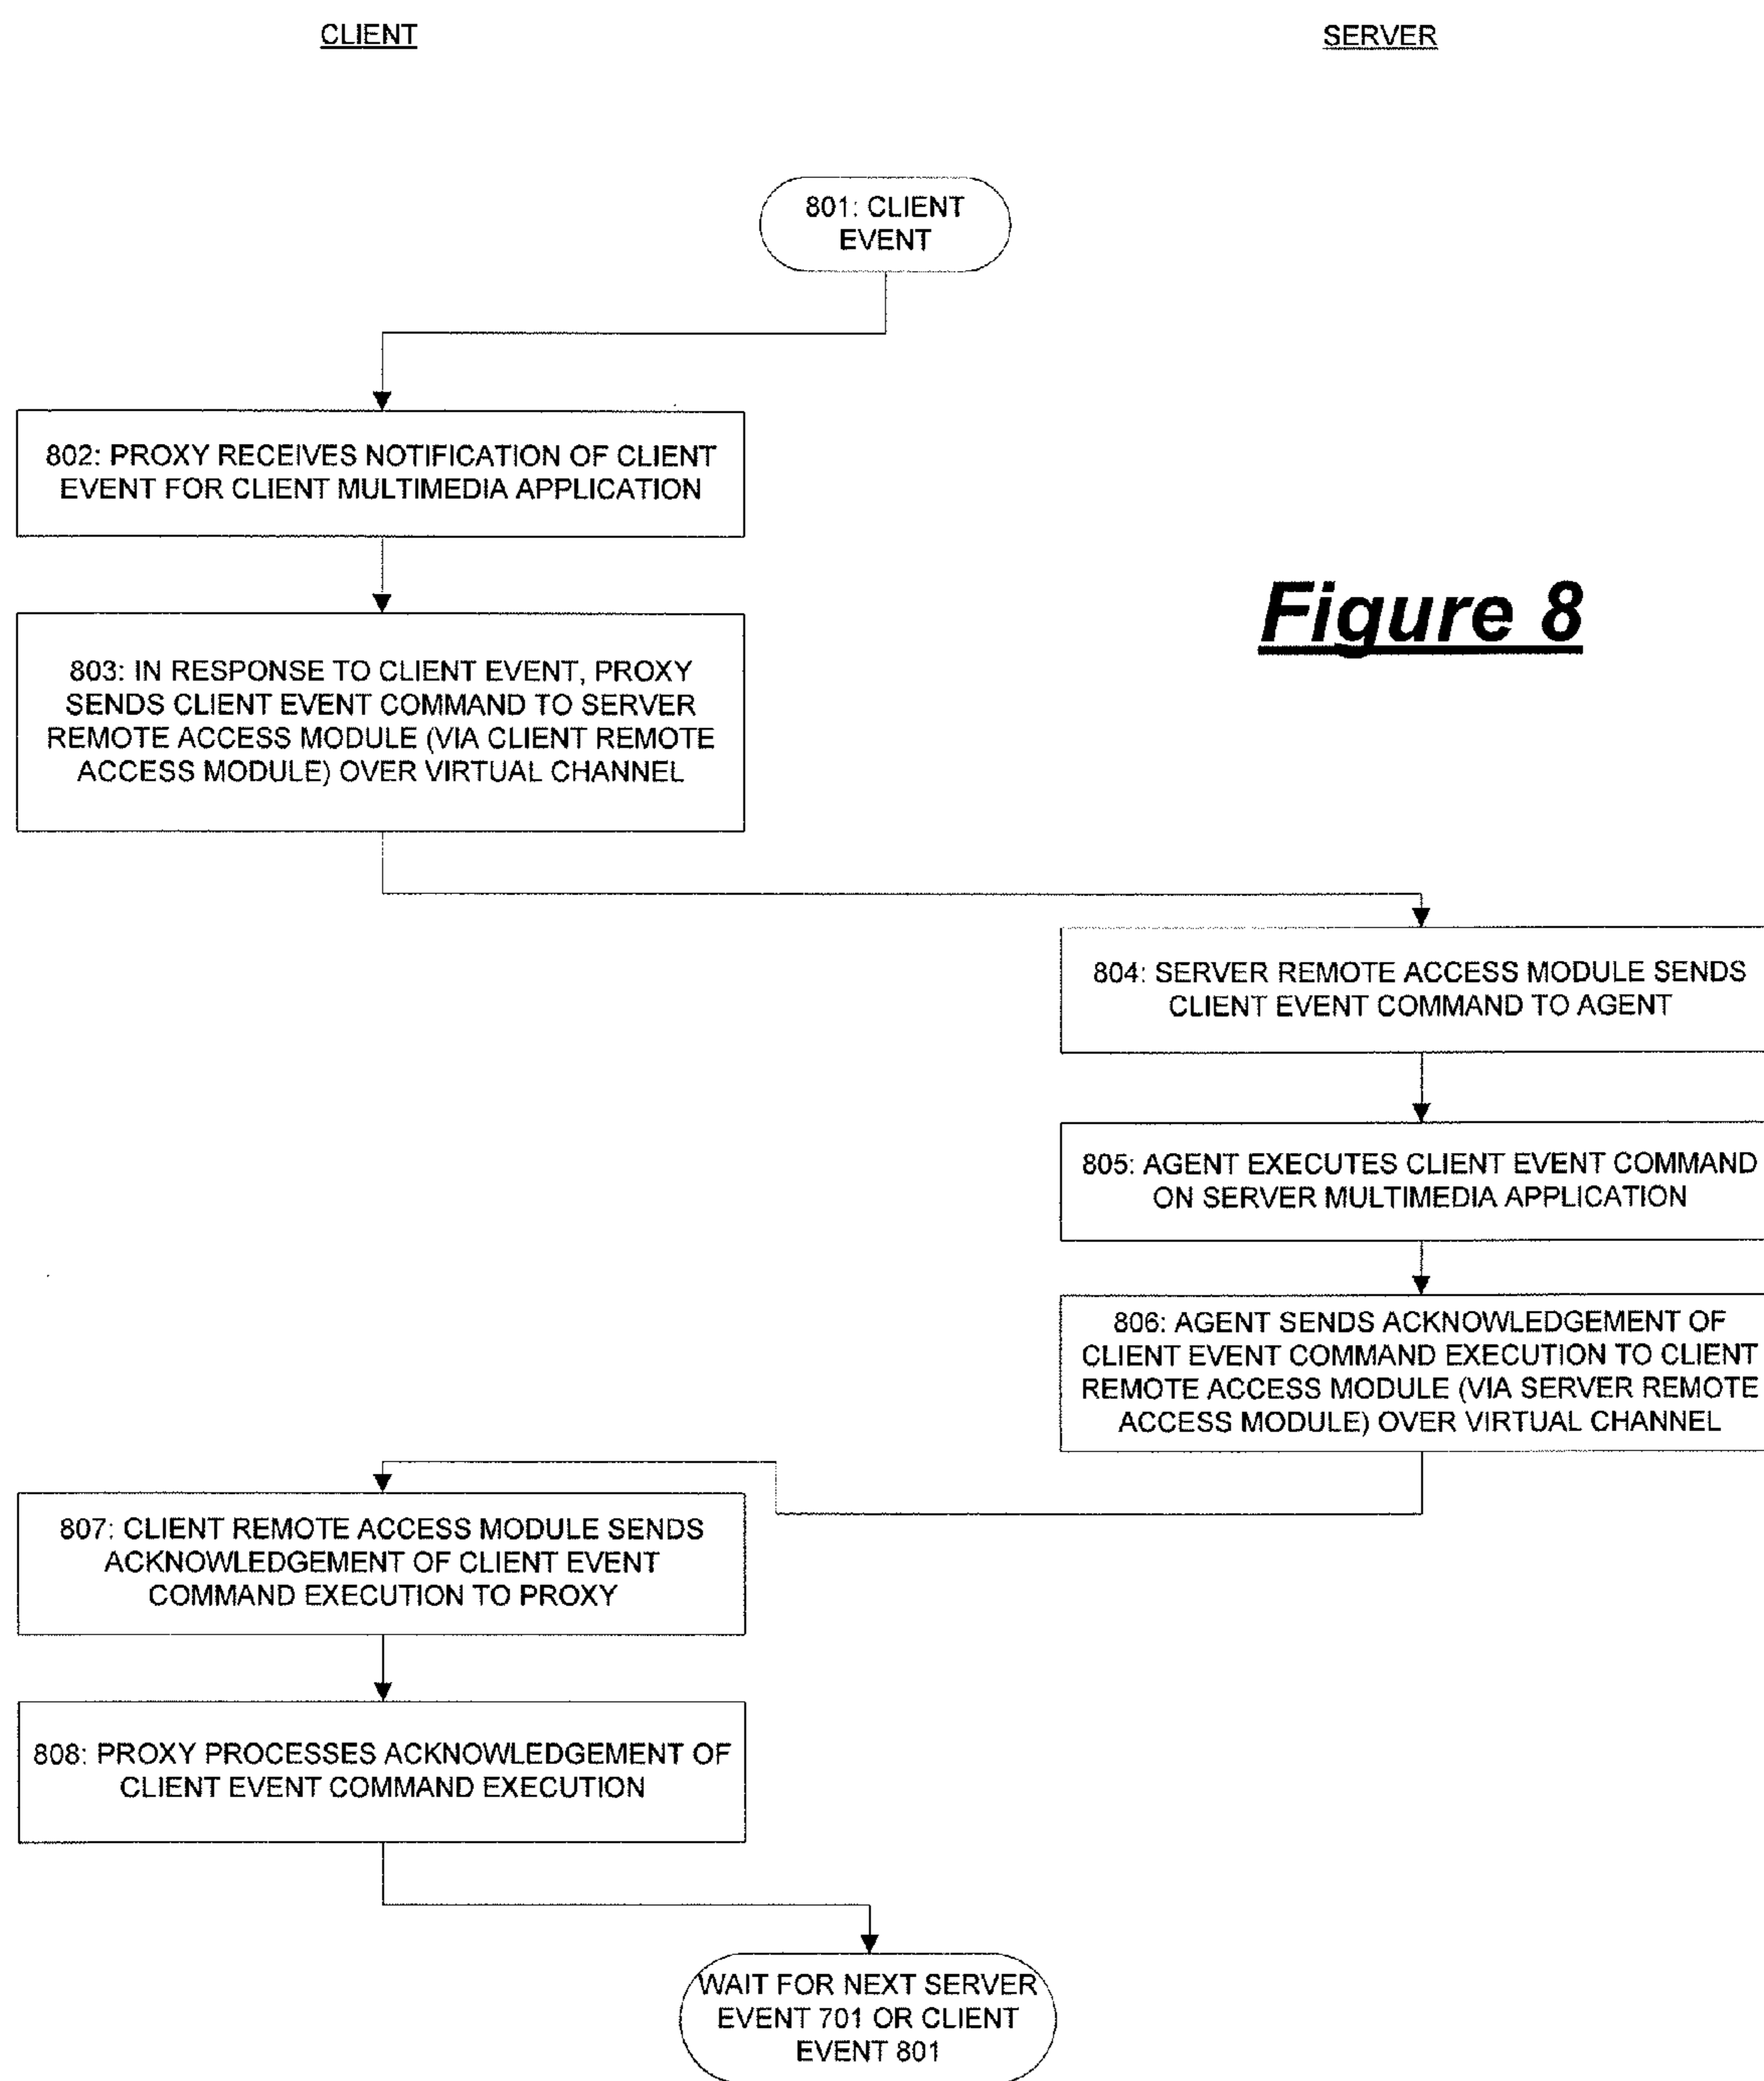 CLIENT
SERVER
801: CLIENT
EVENT
802: PROXY RECEIVES NOTIFICATION OF CLIENT
EVENT FOR CLIENT MULTIMEDIA APPLICATION
Figure 8
803: IN RESPONSE TO CLIENT EVENT, PROXY
SENDS CLIENT EVENT COMMAND TO SERVER
REMOTE ACCESS MODULE (VIA CLIENT REMOTE
ACCESS MODULE) OVER VIRTUAL CHANNEL
804: SERVER REMOTE ACCESS MODULE SENDS
CLIENT EVENT COMMAND TO AGENT
805: AGENT EXECUTES CLIENT EVENT COMMAND
ON SERVER MULTIMEDIA APPLICATION
806: AGENT SENDS ACKNOWLEDGEMENT OF
CLIENT EVENT COMMAND EXECUTION TO CLIENT
REMOTE ACCESS MODULE (VIA SERVER REMOTE
ACCESS MODULE) OVER VIRTUAL CHANNEL
807: CLIENT REMOTE ACCESS MODULE SENDS
ACKNOWLEDGEMENT OF CLIENT EVENT
COMMAND EXECUTION TO PROXY
808: PROXY PROCESSES ACKNOWLEDGEMENT OF
CLIENT EVENT COMMAND EXECUTION
WAIT FOR NEXT SERVER
EVENT 701 OR CLIENT
EVENT 801